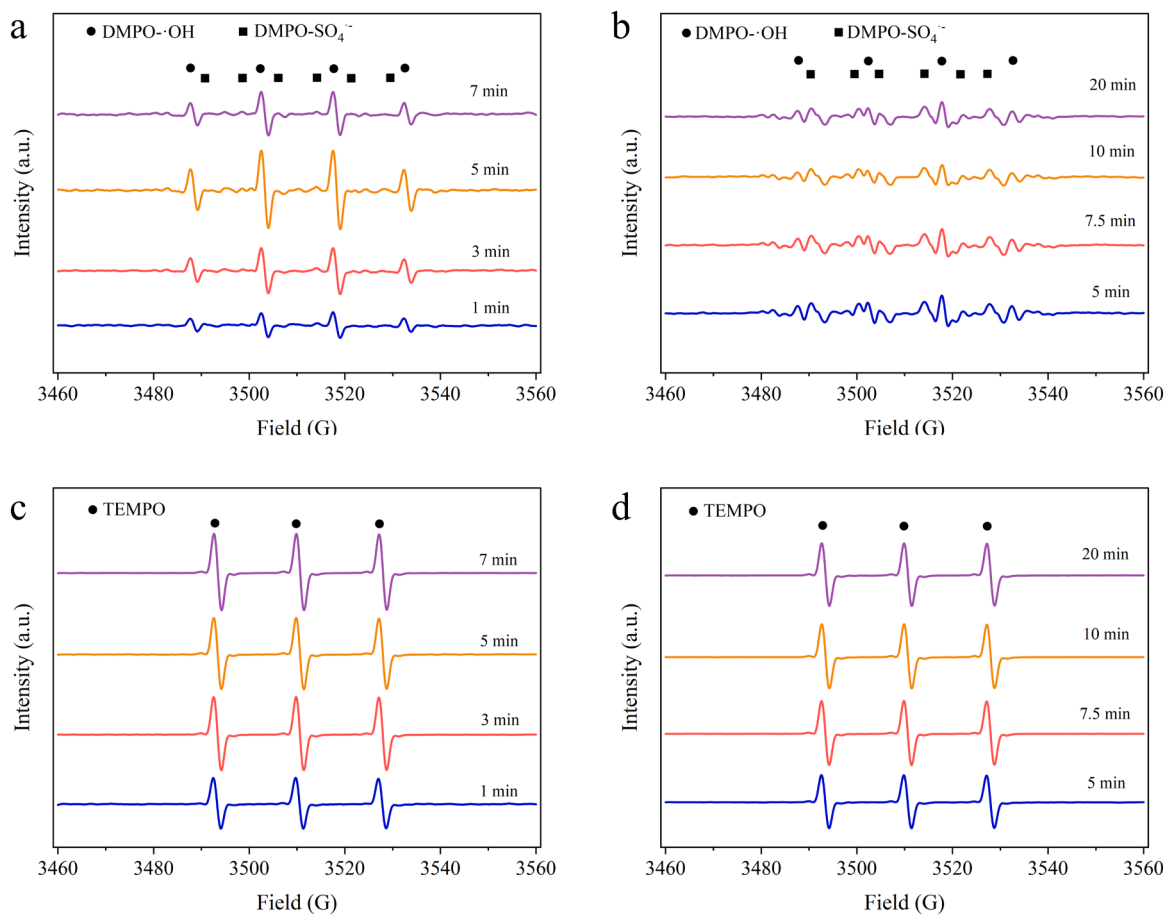 a
● DMPO-·OH ■ DMPO-SO₄·⁻
7 min
5 min
3 min
1 min
Intensity (a.u.)
3460 3480 3500 3520 3540 3560
Field (G)
b
● DMPO-·OH ■ DMPO-SO₄·⁻
20 min
10 min
7.5 min
5 min
Intensity (a.u.)
3460 3480 3500 3520 3540 3560
Field (G)
c
● TEMPO
7 min
5 min
3 min
1 min
Intensity (a.u.)
3460 3480 3500 3520 3540 3560
Field (G)
d
● TEMPO
20 min
10 min
7.5 min
5 min
Intensity (a.u.)
3460 3480 3500 3520 3540 3560
Field (G)